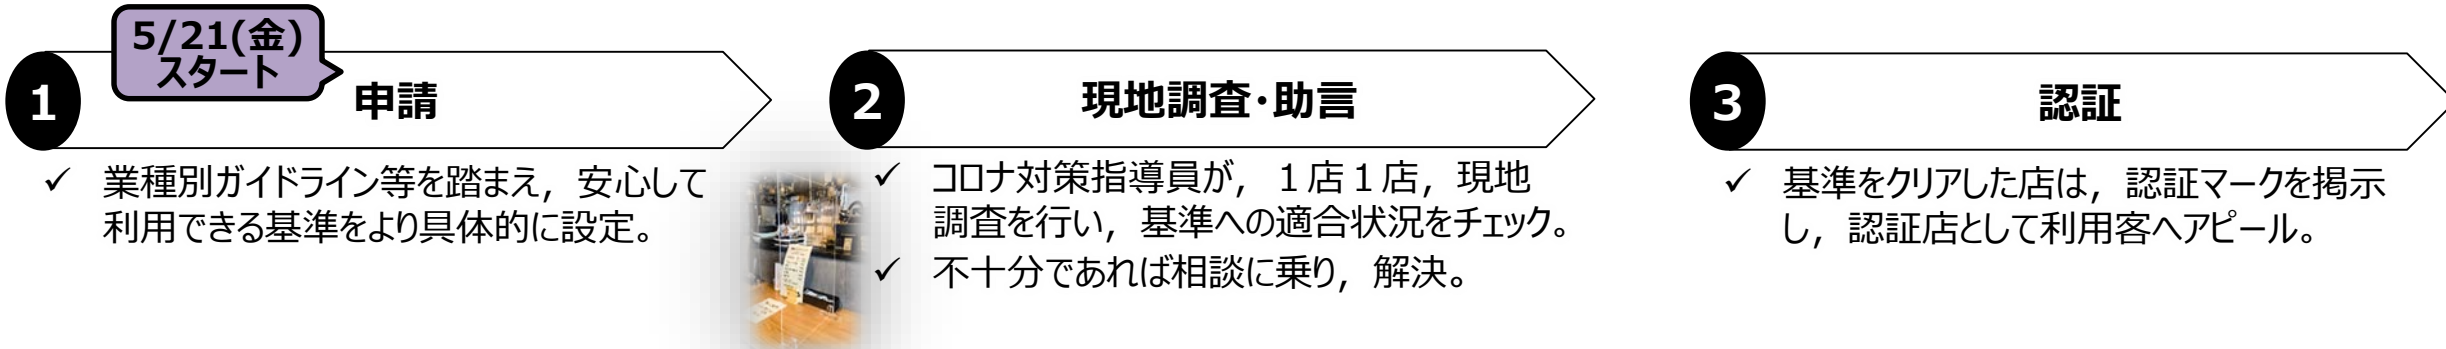 5/21(金)
スタート
1
申請
✓ 業種別ガイドライン等を踏まえ，安心して
利用できる基準をより具体的に設定。
2
現地調査・助言
✓ コロナ対策指導員が，１店１店，現地
調査を行い，基準への適合状況をチェック。
✓ 不十分であれば相談に乗り，解決。
3
認証
✓ 基準をクリアした店は，認証マークを掲示
し，認証店として利用客へアピール。